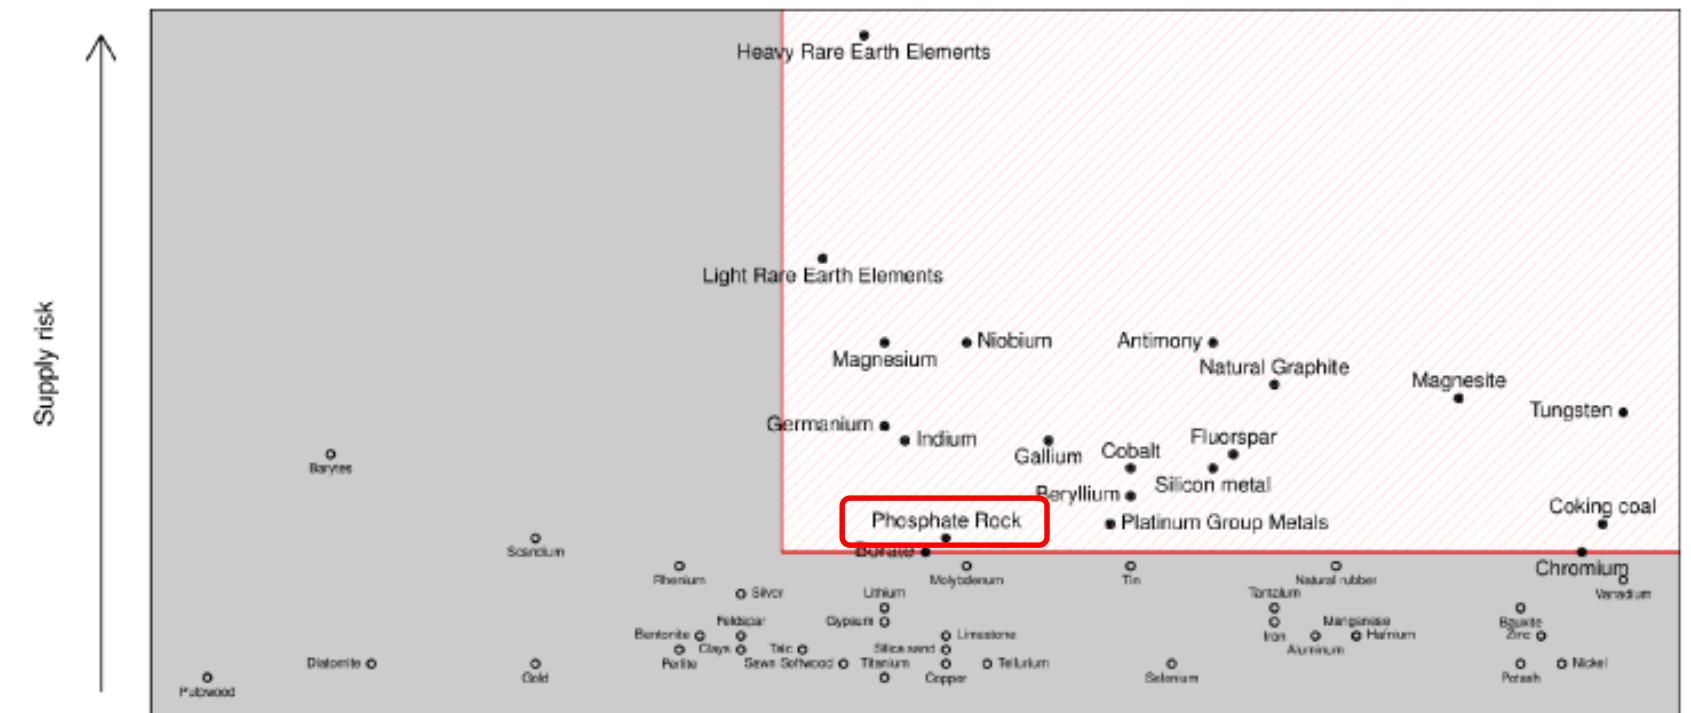 Heavy Rare Earth Elements
Light Rare Earth Elements
Niobium
Antimony
Magnesium
Natural Graphite
Magnesite
Tungsten
Germanium
Indium
Fluorspar
Cobalt
Gallium
Barytes
Silicon metal
Beryllium
Coking coal
Phosphate Rock
Platinum Group Metals
Borate
Scandium
Chromium
Rhenium
Molybdenum
Tin
Natural rubber
Silver
Lithium
Tantalum
Vanadium
Feldspar
Gypsum
Manganese
Bauxite
Bentonite
Limestone
Iron
Hafnium
Zinc
Clays
Talc
Silica sand
Aluminum
Diatomite
Perlite
Sawn Softwood
Titanium
Tellurium
Nickel
Gold
Copper
Selenium
Potash
Pulpwood
Supply risk